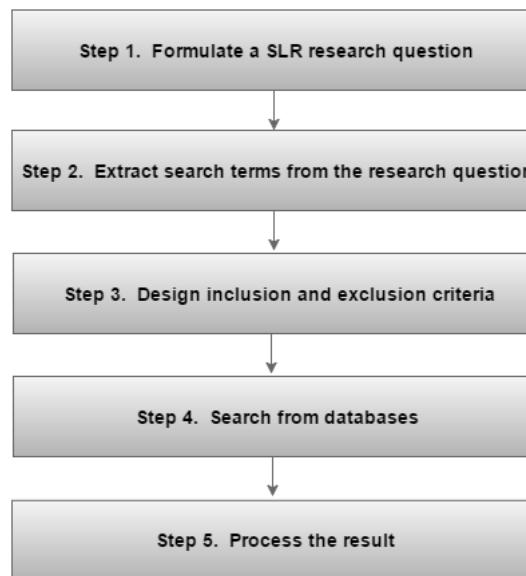 Step 1. Formulate a SLR research question
Step 2. Extract search terms from the research question
Step 3. Design inclusion and exclusion criteria
Step 4. Search from databases
Step 5. Process the result